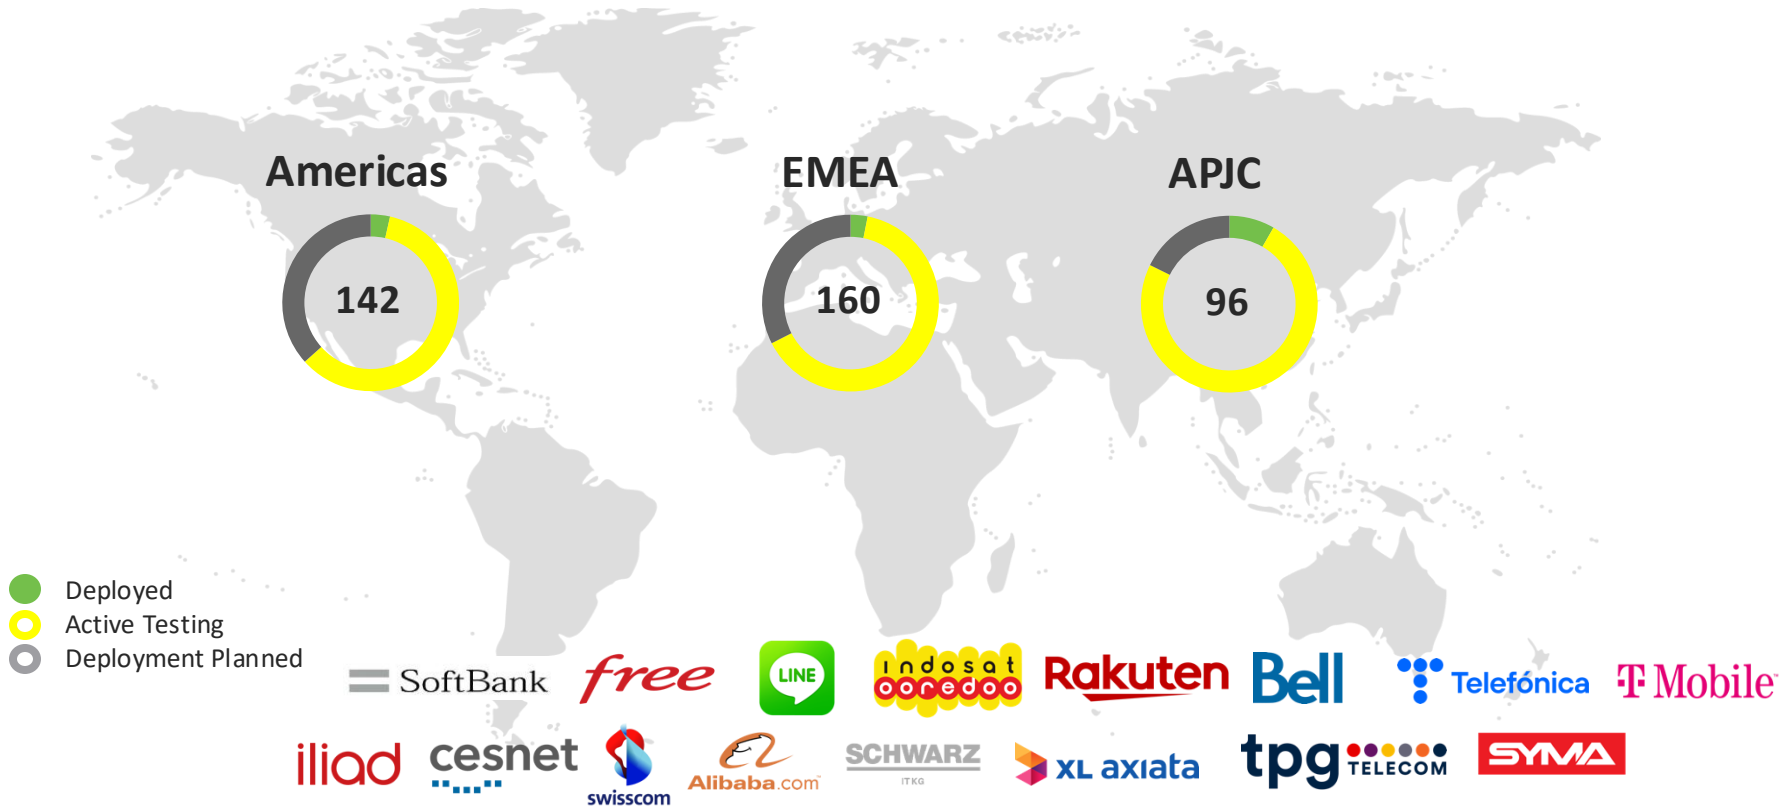 Americas
EMEA
APJC
142
160
96
Deployed
Active Testing
Deployment Planned
SoftBank
free
LINE
indosat
ooredoo
Rakuten
Bell
Telefónica
T Mobile
iliad
cesnet
swisscom
Alibaba.com
SCHWARZ
ITKG
XL axiata
tpg
TELECOM
SYMA